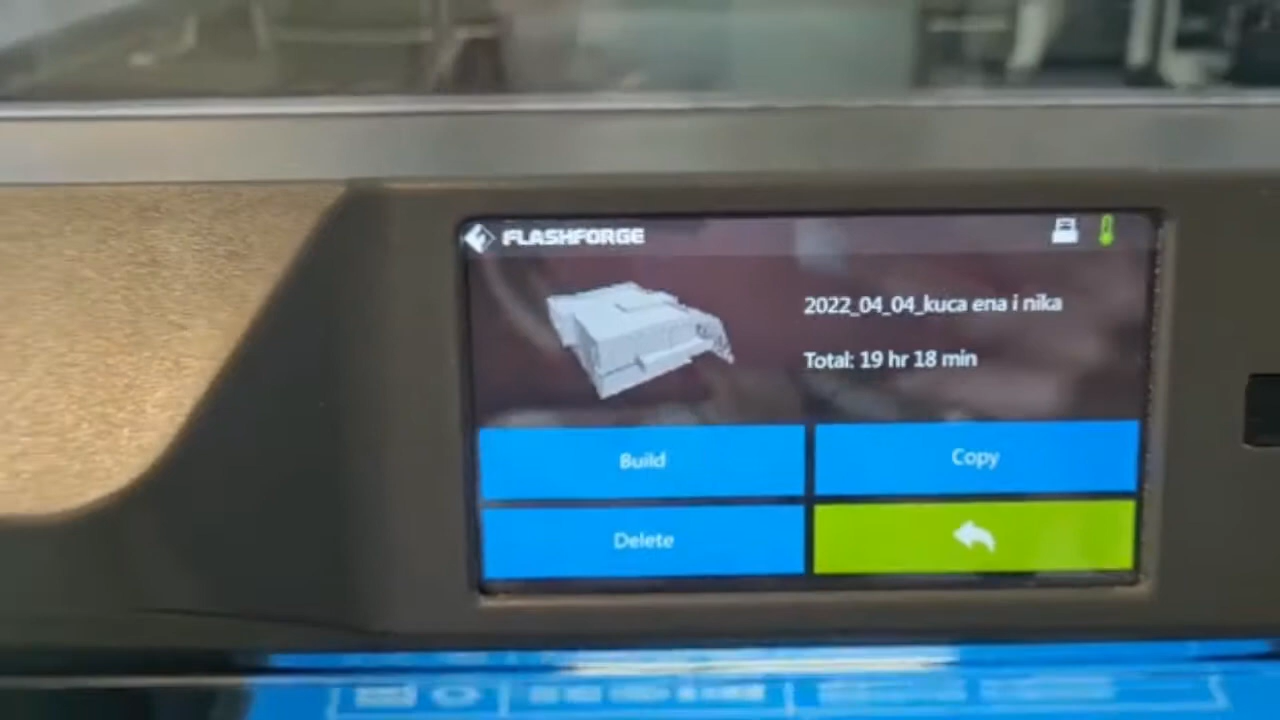 FLASHFORGE
2022_04_04_kuca ena i nika
Total: 19 hr 18 min
Build
Copy
Delete